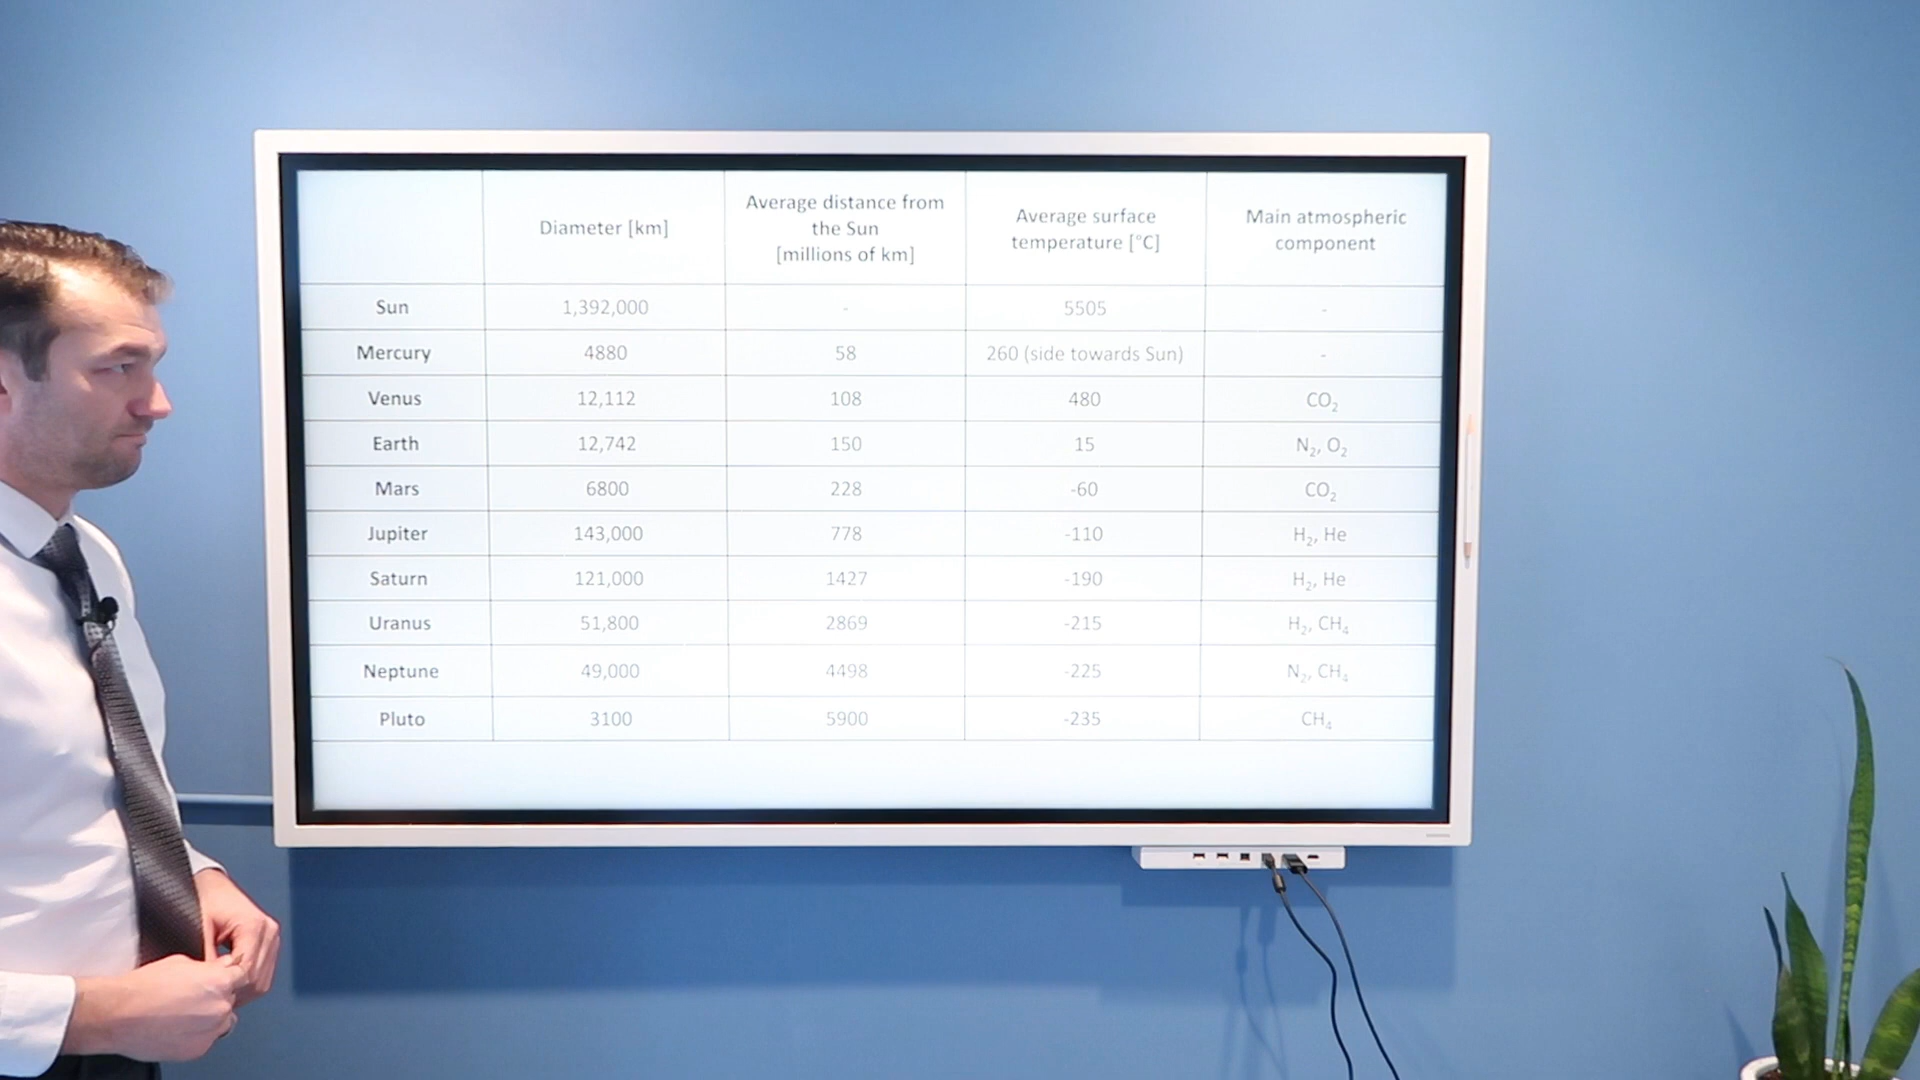 Diameter [km]
Average distance from
the Sun
[millions of km]
Average surface
temperature [°C]
Main atmospheric
component
Sun 1,392,000 - 5505 -
Mercury 4880 58 260 (side towards Sun) -
Venus 12,112 108 480 CO₂
Earth 12,742 150 15 N₂, O₂
Mars 6800 228 -60 CO₂
Jupiter 143,000 778 -110 H₂, He
Saturn 121,000 1427 -190 H₂, He
Uranus 51,800 2869 -215 H₂, CH₄
Neptune 49,000 4498 -225 N₂, CH₄
Pluto 3100 5900 -235 CH₄